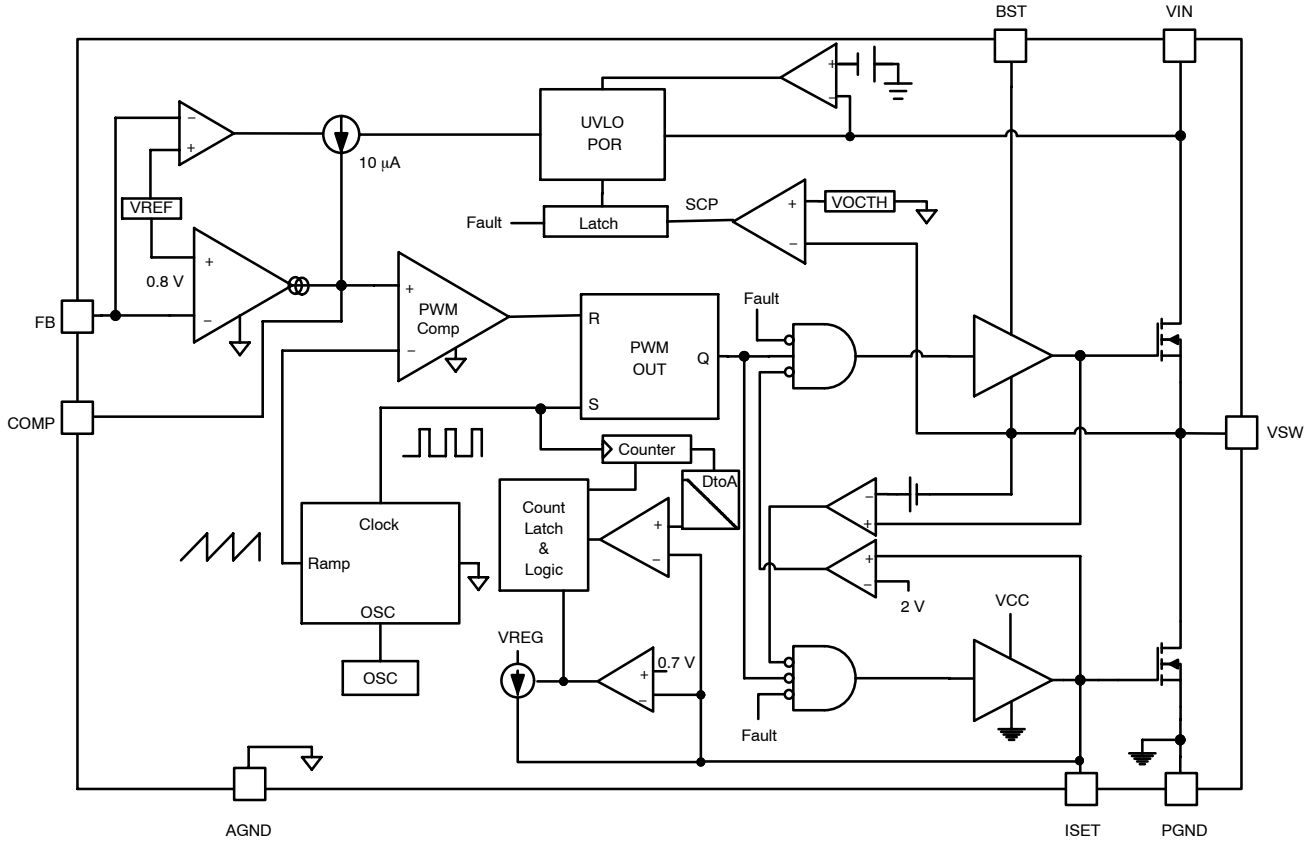 BST
VIN
UVLO
POR
10 μA
VREF
SCP
VOCTH
Fault
Latch
0.8 V
FB
PWM
Comp
R
PWM
OUT
Q
S
Fault
COMP
VSW
Counter
DtoA
Count
Latch
&
Logic
Clock
Ramp
OSC
2 V
VCC
VREG
0.7 V
OSC
Fault
AGND
ISET
PGND